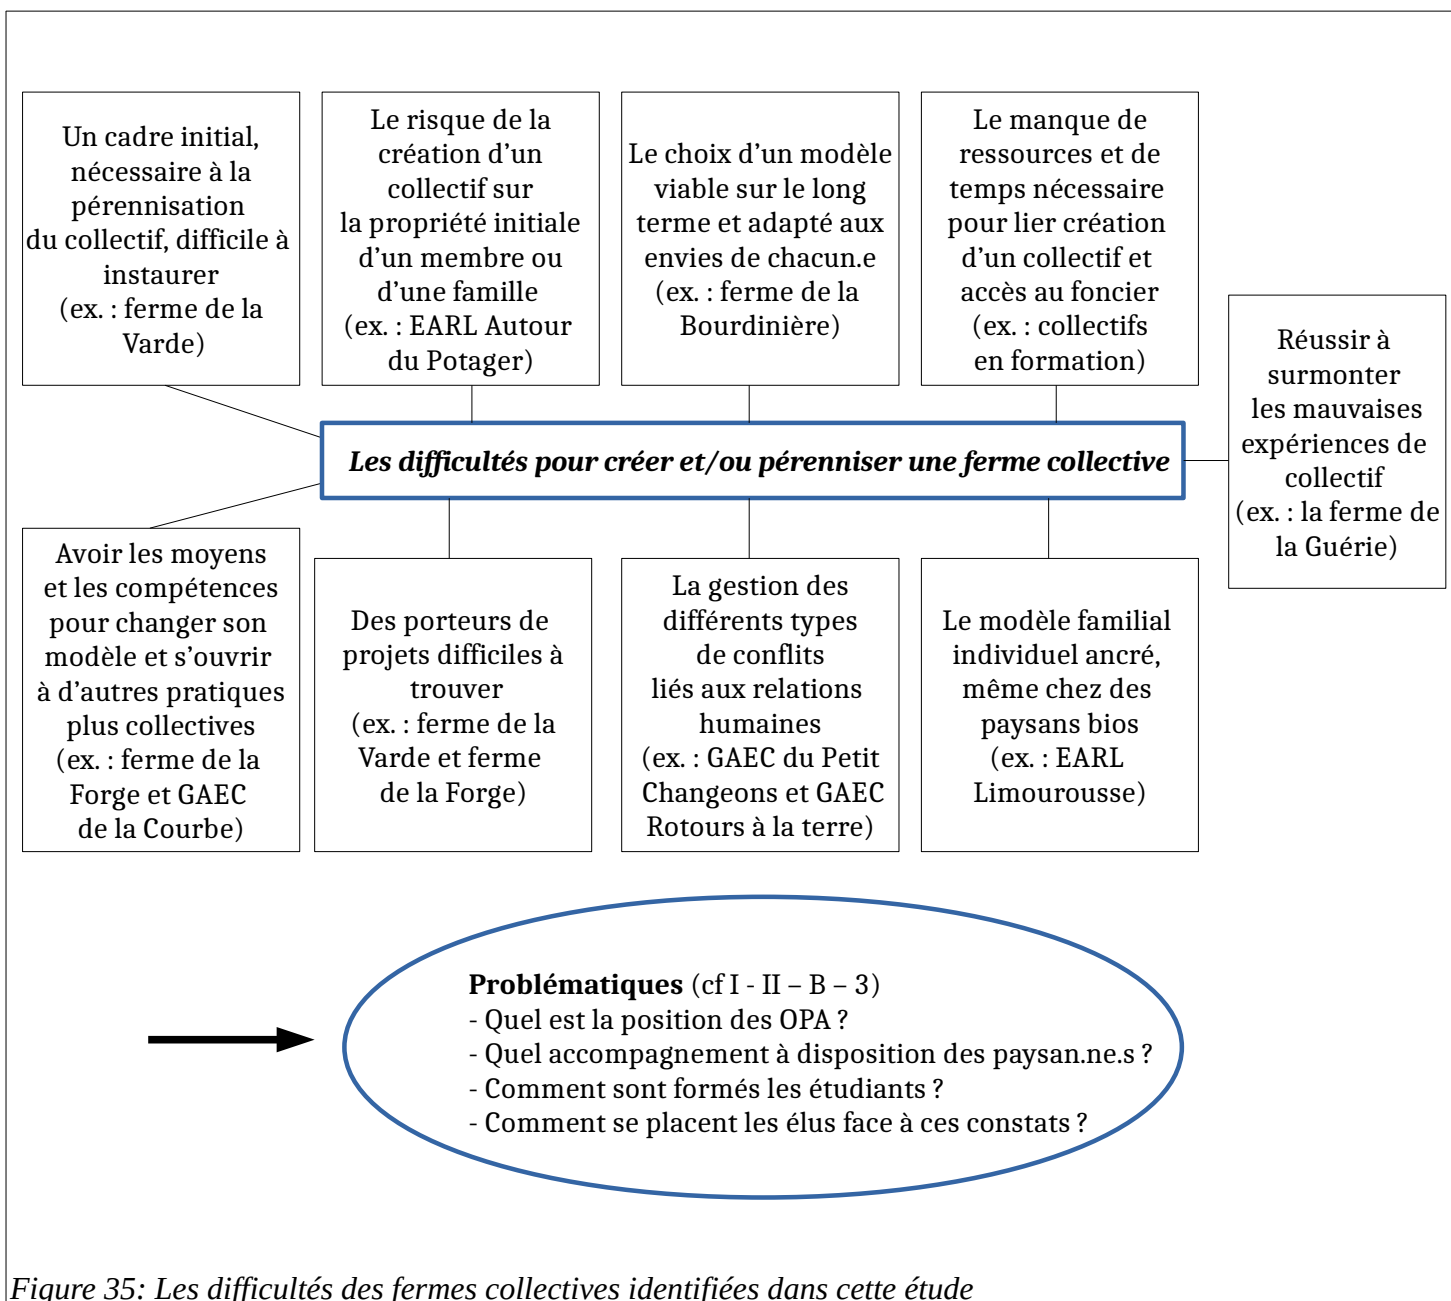 Un cadre initial,
nécessaire à la
pérennisation
du collectif, difficile à
instaurer
(ex. : ferme de la
Varde)
Le risque de la
création d’un
collectif sur
la propriété initiale
d’un membre ou
d’une famille
(ex. : EARL Autour
du Potager)
Le choix d’un modèle
viable sur le long
terme et adapté aux
envies de chacun.e
(ex. : ferme de la
Bourdinière)
Le manque de
ressources et de
temps nécessaire
pour lier création
d’un collectif et
accès au foncier
(ex. : collectifs
en formation)
Réussir à
surmonter
les mauvaises
expériences de
collectif
(ex. : la ferme de
la Guérie)
Les difficultés pour créer et/ou pérenniser une ferme collective
Avoir les moyens
et les compétences
pour changer son
modèle et s’ouvrir
à d’autres pratiques
plus collectives
(ex. : ferme de la
Forge et GAEC
de la Courbe)
Des porteurs de
projets difficiles à
trouver
(ex. : ferme de la
Varde et ferme
de la Forge)
La gestion des
différents types
de conflits
liés aux relations
humaines
(ex. : GAEC du Petit
Changeons et GAEC
Rotours à la terre)
Le modèle familial
individuel ancré,
même chez des
paysans bios
(ex. : EARL
Limourousse)
Problématiques (cf I - II – B – 3)
- Quel est la position des OPA ?
- Quel accompagnement à disposition des paysan.ne.s ?
- Comment sont formés les étudiants ?
- Comment se placent les élus face à ces constats ?
Figure 35: Les difficultés des fermes collectives identifiées dans cette étude